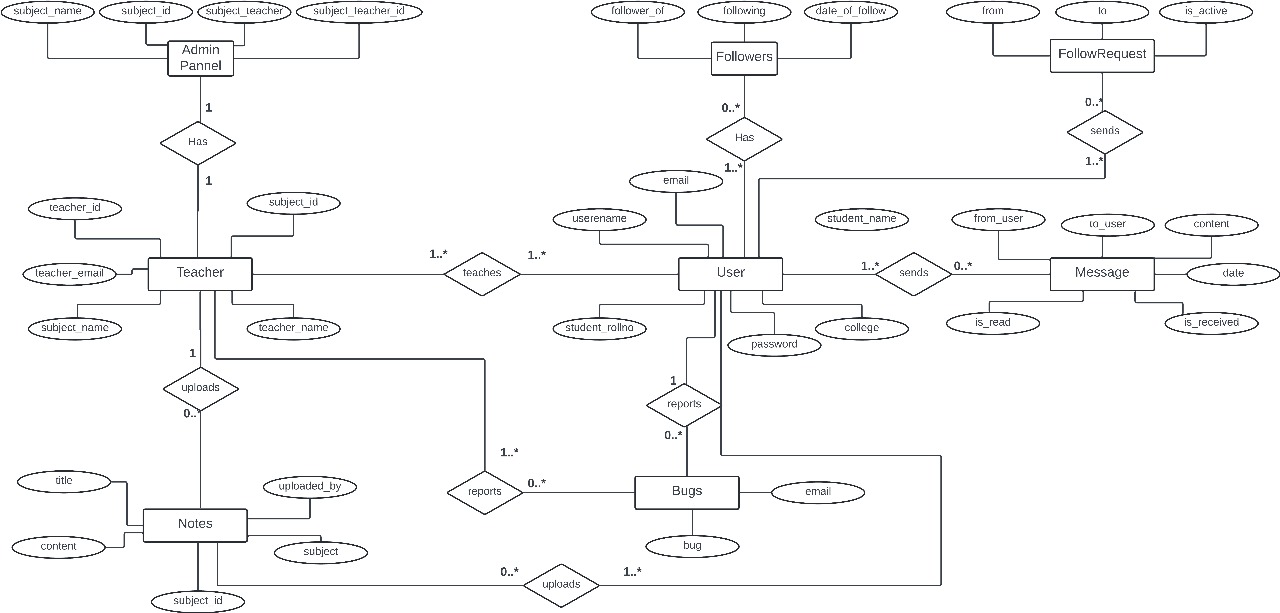 subject_name
subject_id
subject_teacher
subject_teacher_id
follower_of
following
date_of_follow
from
to
is_active
Admin
Pannel
Followers
FollowRequest
1
0..*
0..*
Has
Has
sends
1
1..*
1..*
teacher_id
subject_id
email
userename
student_name
from_user
to_user
content
teacher_email
Teacher
1..*
teaches
1..*
User
1..*
sends
0..*
Message
date
subject_name
teacher_name
student_rollno
password
college
is_read
is_received
1
uploads
0..*
1
reports
0..*
1..*
title
uploaded_by
reports
0..*
Bugs
email
Notes
content
subject
bug
0..*
uploads
1..*
subject_id